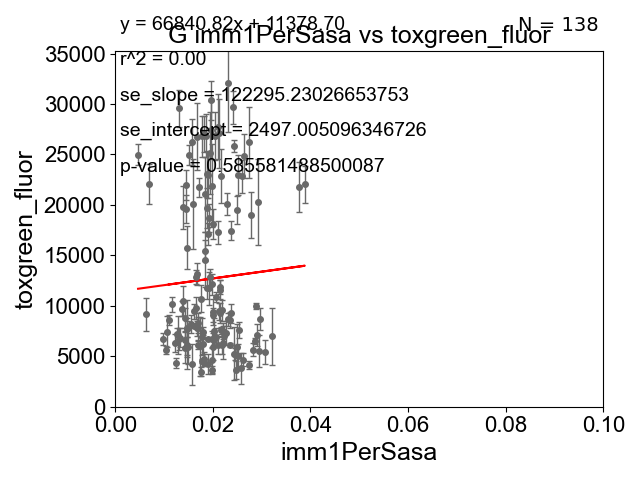 y = 66840.82x + 11378.70
N = 138
G imm1PerSasa vs toxgreen_fluor
r^2 = 0.00
se_slope = 122295.23026653753
se_intercept = 2497.005096346726
p-value = 0.585581488500087
toxgreen_fluor
35000
30000
25000
20000
15000
10000
5000
0
0.00 0.02 0.04 0.06 0.08 0.10
imm1PerSasa